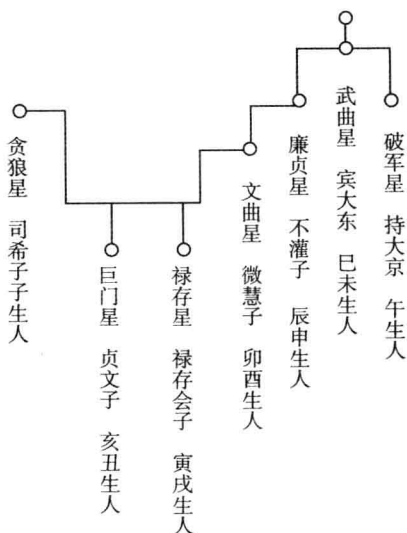 贪狼星 司希子子生人
巨门星 贞文子 亥丑生人
禄存星 禄存会子 寅戌生人
文曲星 微慧子 卯酉生人
廉贞星 不灌子 辰申生人
武曲星 宾大东 巳未生人
破军星 持大京 午生人